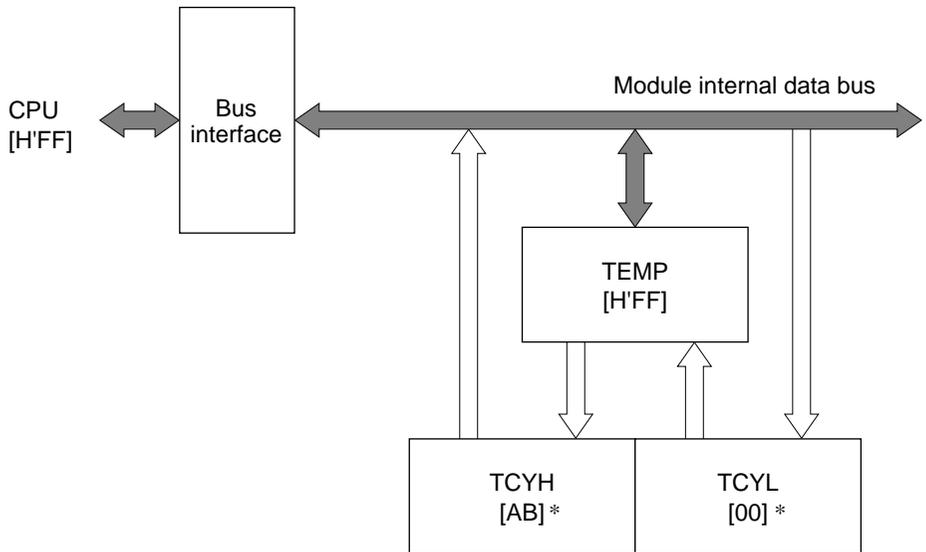 Module internal data bus
CPU
[H'FF]
Bus
interface
TEMP
[H'FF]
TCYH
[AB] *
TCYL
[00] *